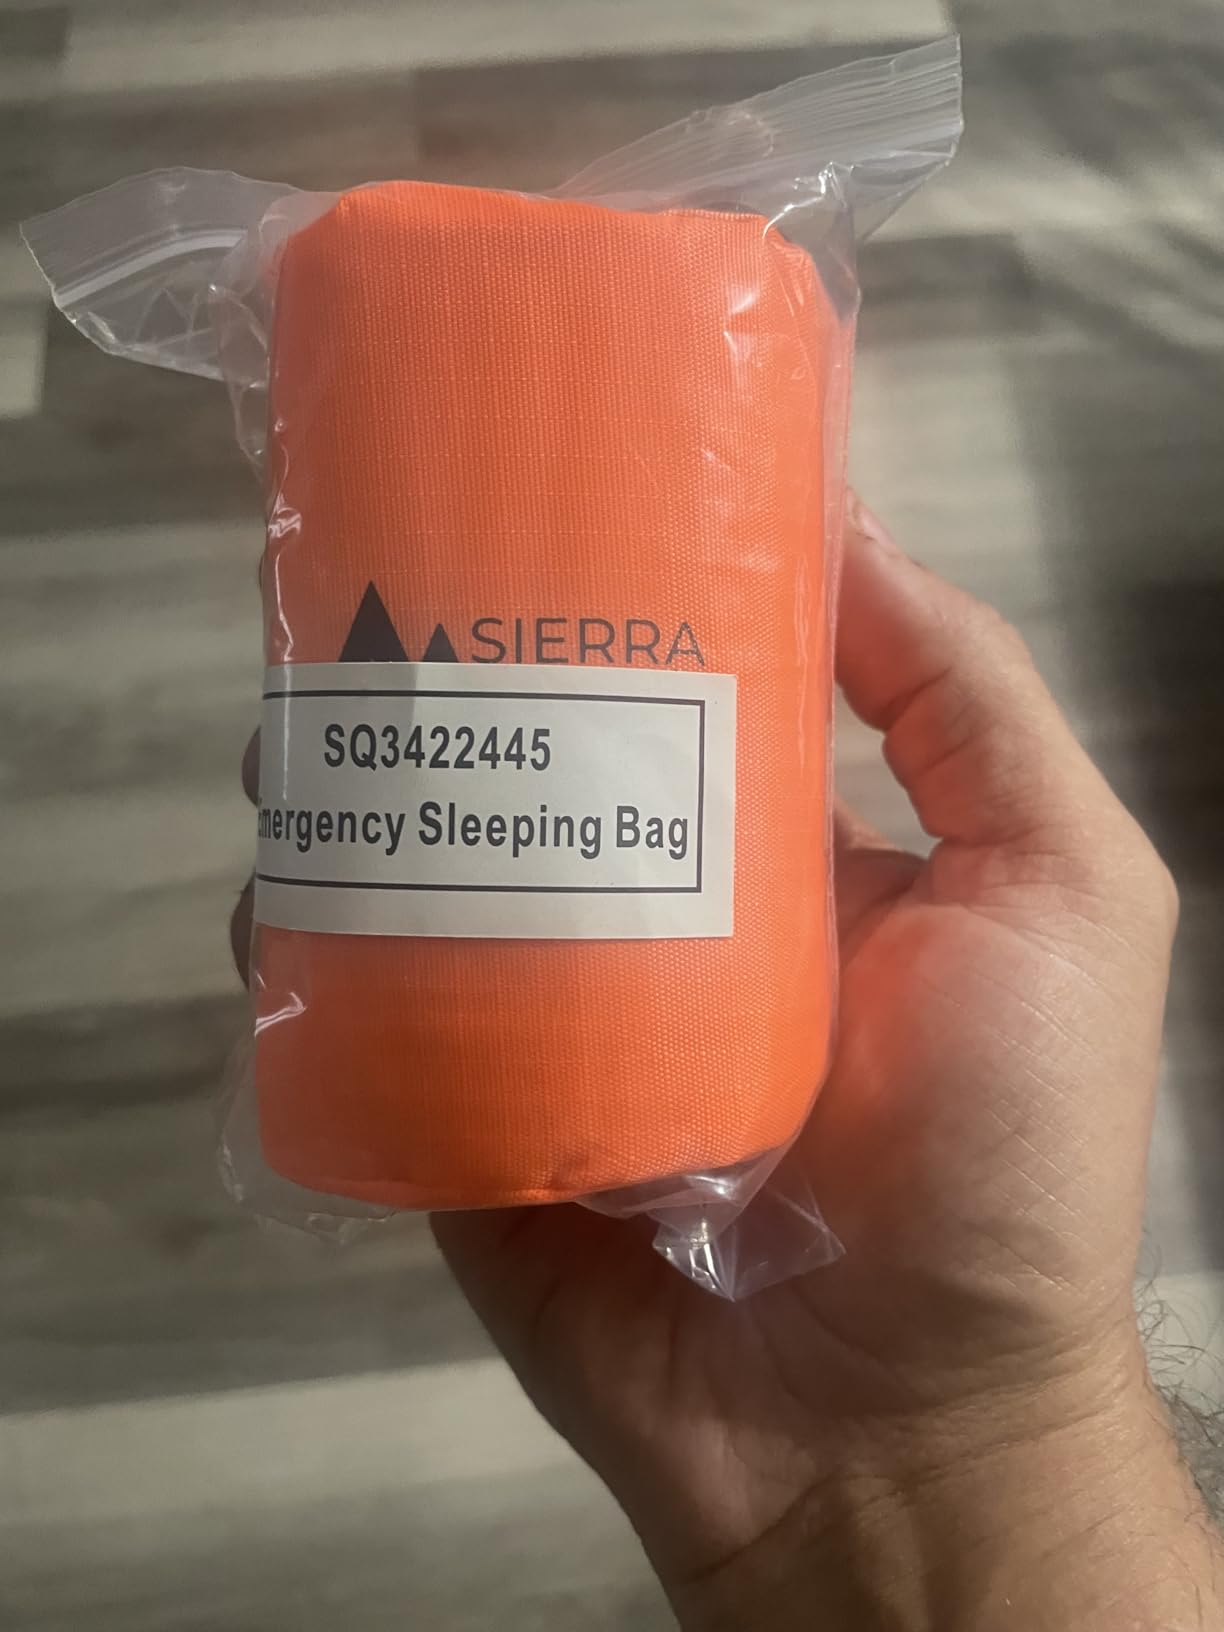 SIERRA
SQ3422445
Emergency Sleeping Bag